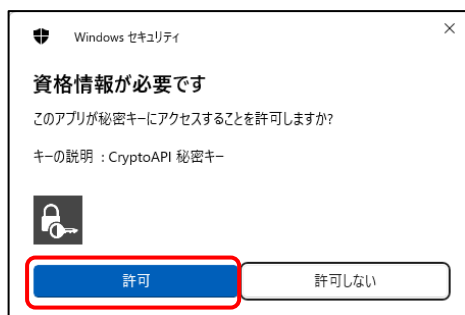 Windows セキュリティ
資格情報が必要です
このアプリが秘密キーにアクセスすることを許可しますか?
キーの説明 : CryptoAPI 秘密キー
許可
許可しない